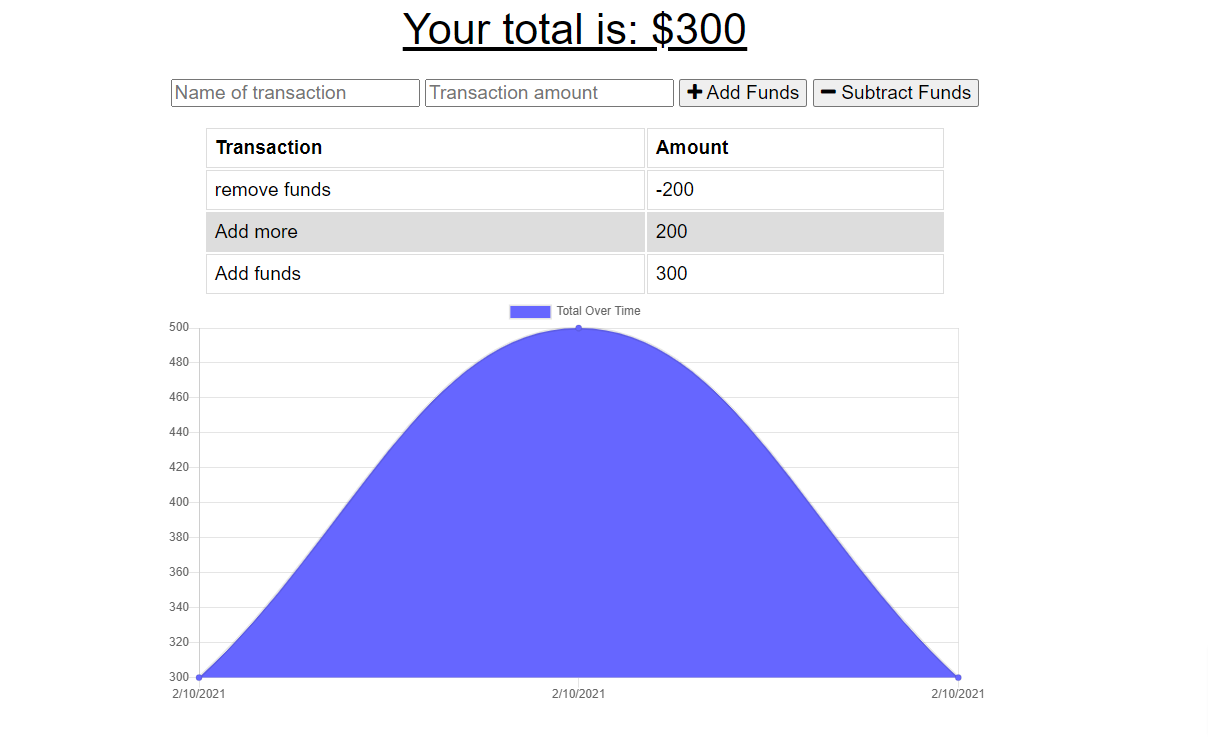 Your total is: $300
Name of transaction Transaction amount Add Funds Subtract Funds
Transaction Amount
remove funds -200
Add more 200
Add funds 300
Total Over Time
500
480
460
440
420
400
380
360
340
320
300
2/10/2021 2/10/2021 2/10/2021